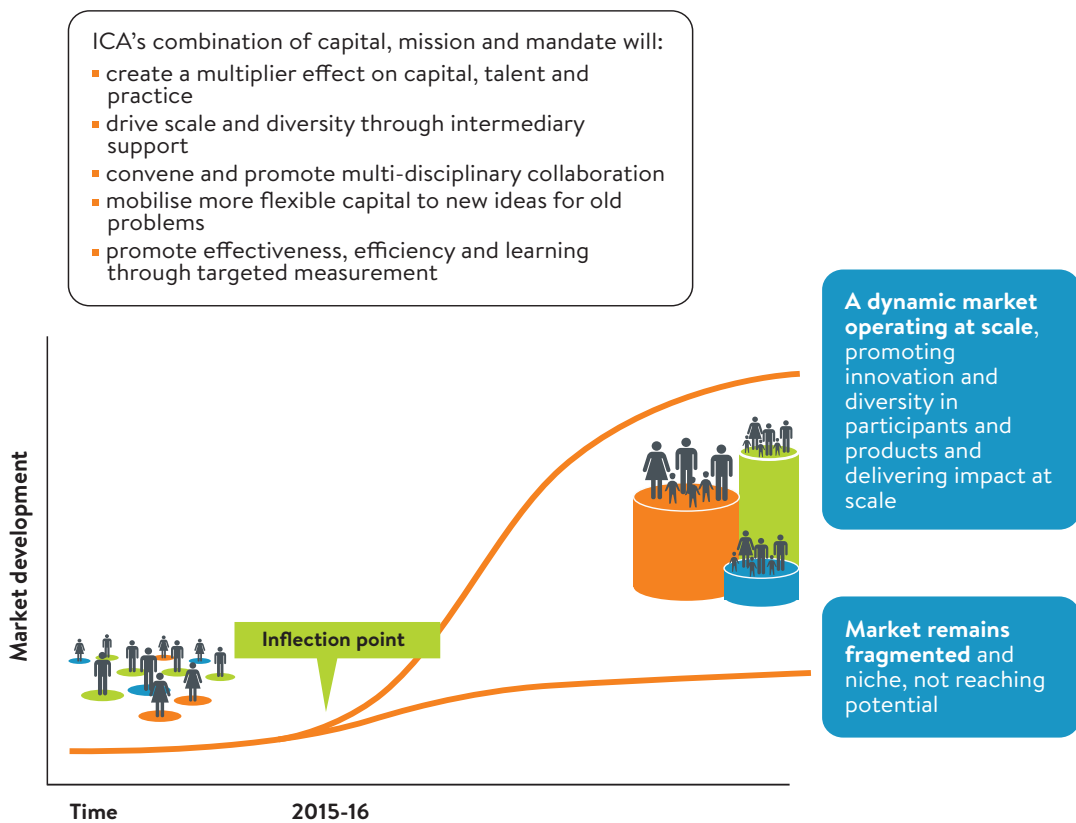 ICA's combination of capital, mission and mandate will:
create a multiplier effect on capital, talent and
practice
drive scale and diversity through intermediary
support
convene and promote multi-disciplinary collaboration
mobilise more flexible capital to new ideas for old
problems
promote effectiveness, efficiency and learning
through targeted measurement
A dynamic market
operating at scale,
promoting
innovation and
diversity in
participants and
products and
delivering impact at
scale
Market development
Inflection point
Market remains
fragmented and
niche, not reaching
potential
Time
2015-16